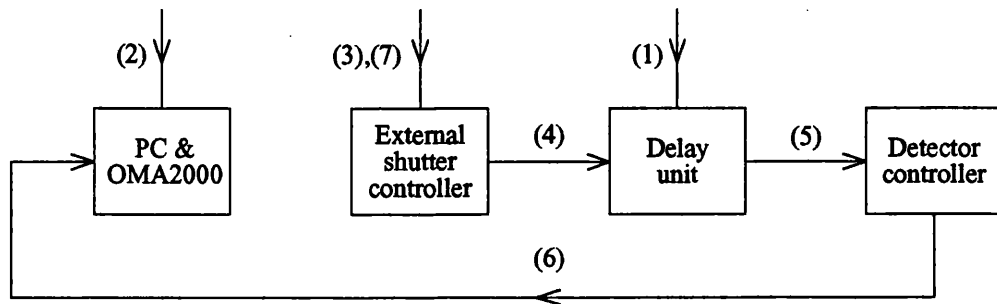 (2)
(3),(7)
(1)
PC &
OMA2000
External
shutter
controller
(4)
Delay
unit
(5)
Detector
controller
(6)